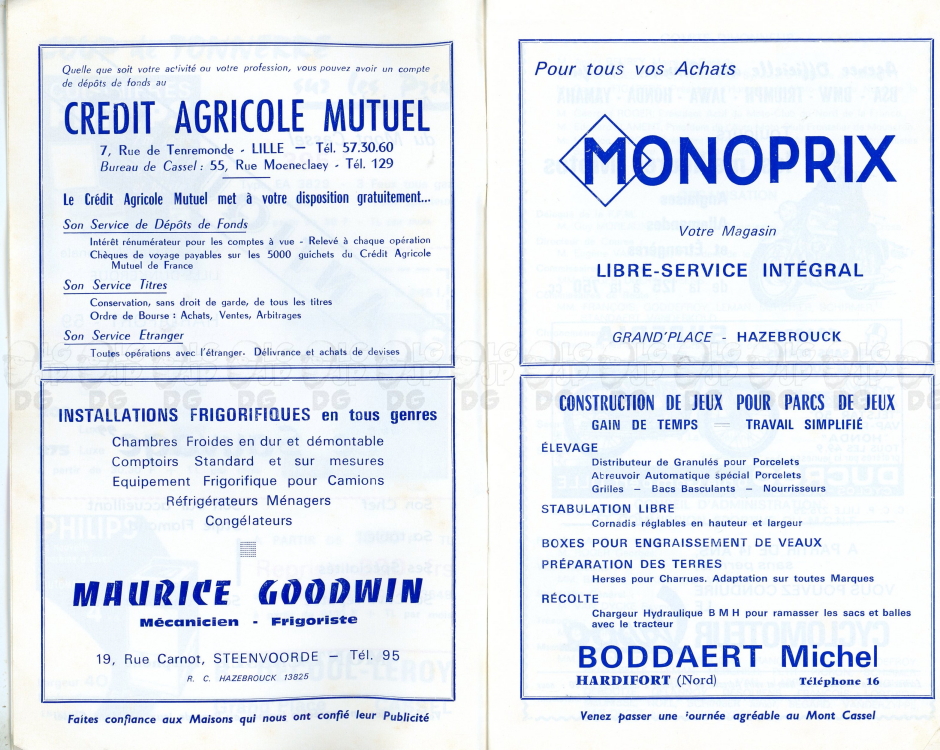 Quelle que soit votre activité ou votre profession, vous pouvez avoir un compte
de dépôts de fonds au
CREDIT AGRICOLE MUTUEL
7, Rue de Tenremonde - LILLE — Tél. 57.30.60
Bureau de Cassel : 55, Rue Moeneclaey - Tél. 129
Le Crédit Agricole Mutuel met à votre disposition gratuitement...
Son Service de Dépôts de Fonds
Intérêt rénumérateur pour les comptes à vue - Relevé à chaque opération
Chèques de voyage payables sur les 5000 guichets du Crédit Agricole
Mutuel de France
Son Service Titres
Conservation, sans droit de garde, de tous les titres
Ordre de Bourse : Achats, Ventes, Arbitrages
Son Service Etranger
Toutes opérations avec l'étranger. Délivrance et achats de devises
INSTALLATIONS FRIGORIFIQUES en tous genres
Chambres Froides en dur et démontable
Comptoirs Standard et sur mesures
Equipement Frigorifique pour Camions
Réfrigérateurs Ménagers
Congélateurs
MAURICE GOODWIN
Mécanicien - Frigoriste
19, Rue Carnot, STEENVOORDE — Tél. 95
R. C. HAZEBROUCK 13825
Faites confiance aux Maisons qui nous ont confié leur Publicité
Pour tous vos Achats
MONOPRIX
Votre Magasin
LIBRE-SERVICE INTÉGRAL
GRAND'PLACE - HAZEBROUCK
CONSTRUCTION DE JEUX POUR PARCS DE JEUX
GAIN DE TEMPS — TRAVAIL SIMPLIFIÉ
ÉLEVAGE
Distributeur de Granulés pour Porcelets
Abreuvoir Automatique spécial Porcelets
Grilles — Bacs Basculants — Nourrisseurs
STABULATION LIBRE
Cornadis réglables en hauteur et largeur
BOXES POUR ENGRAISSEMENT DE VEAUX
PRÉPARATION DES TERRES
Herses pour Charrues. Adaptation sur toutes Marques
RÉCOLTE
Chargeur Hydraulique B M H pour ramasser les sacs et balles
avec le tracteur
BODDAERT Michel
HARDIFORT (Nord) Téléphone 16
Venez passer une journée agréable au Mont Cassel